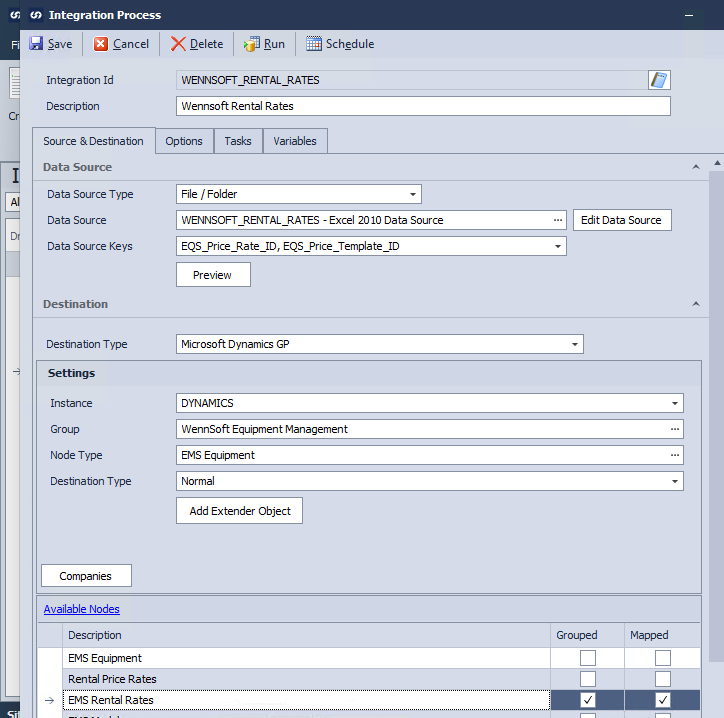 Integration Process
Save Cancel Delete Run Schedule
Integration Id WENNSOFT_RENTAL_RATES
Description Wennsoft Rental Rates
Source & Destination Options Tasks Variables
Data Source
Data Source Type File / Folder
Data Source WENNSOFT_RENTAL_RATES - Excel 2010 Data Source ... Edit Data Source
Data Source Keys EQS_Price_Rate_ID, EQS_Price_Template_ID
Preview
Destination
Destination Type Microsoft Dynamics GP
Settings
Instance DYNAMICS
Group WennSoft Equipment Management ...
Node Type EMS Equipment ...
Destination Type Normal
Add Extender Object
Companies
Available Nodes
Description Grouped Mapped
EMS Equipment
Rental Price Rates
EMS Rental Rates